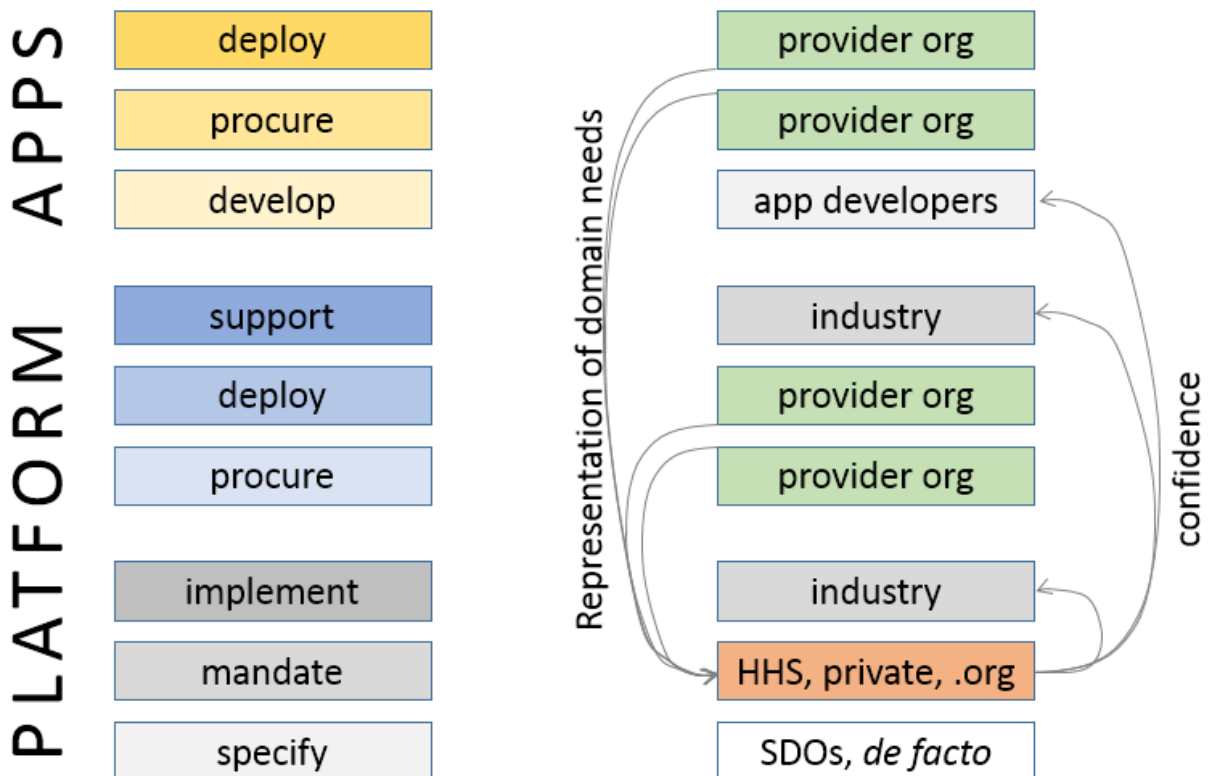 APPS
deploy
provider org
procure
provider org
develop
app developers
Representation of domain needs
PLATFORM
support
industry
deploy
provider org
procure
provider org
confidence
implement
industry
mandate
HHS, private, .org
specify
SDOs, de facto